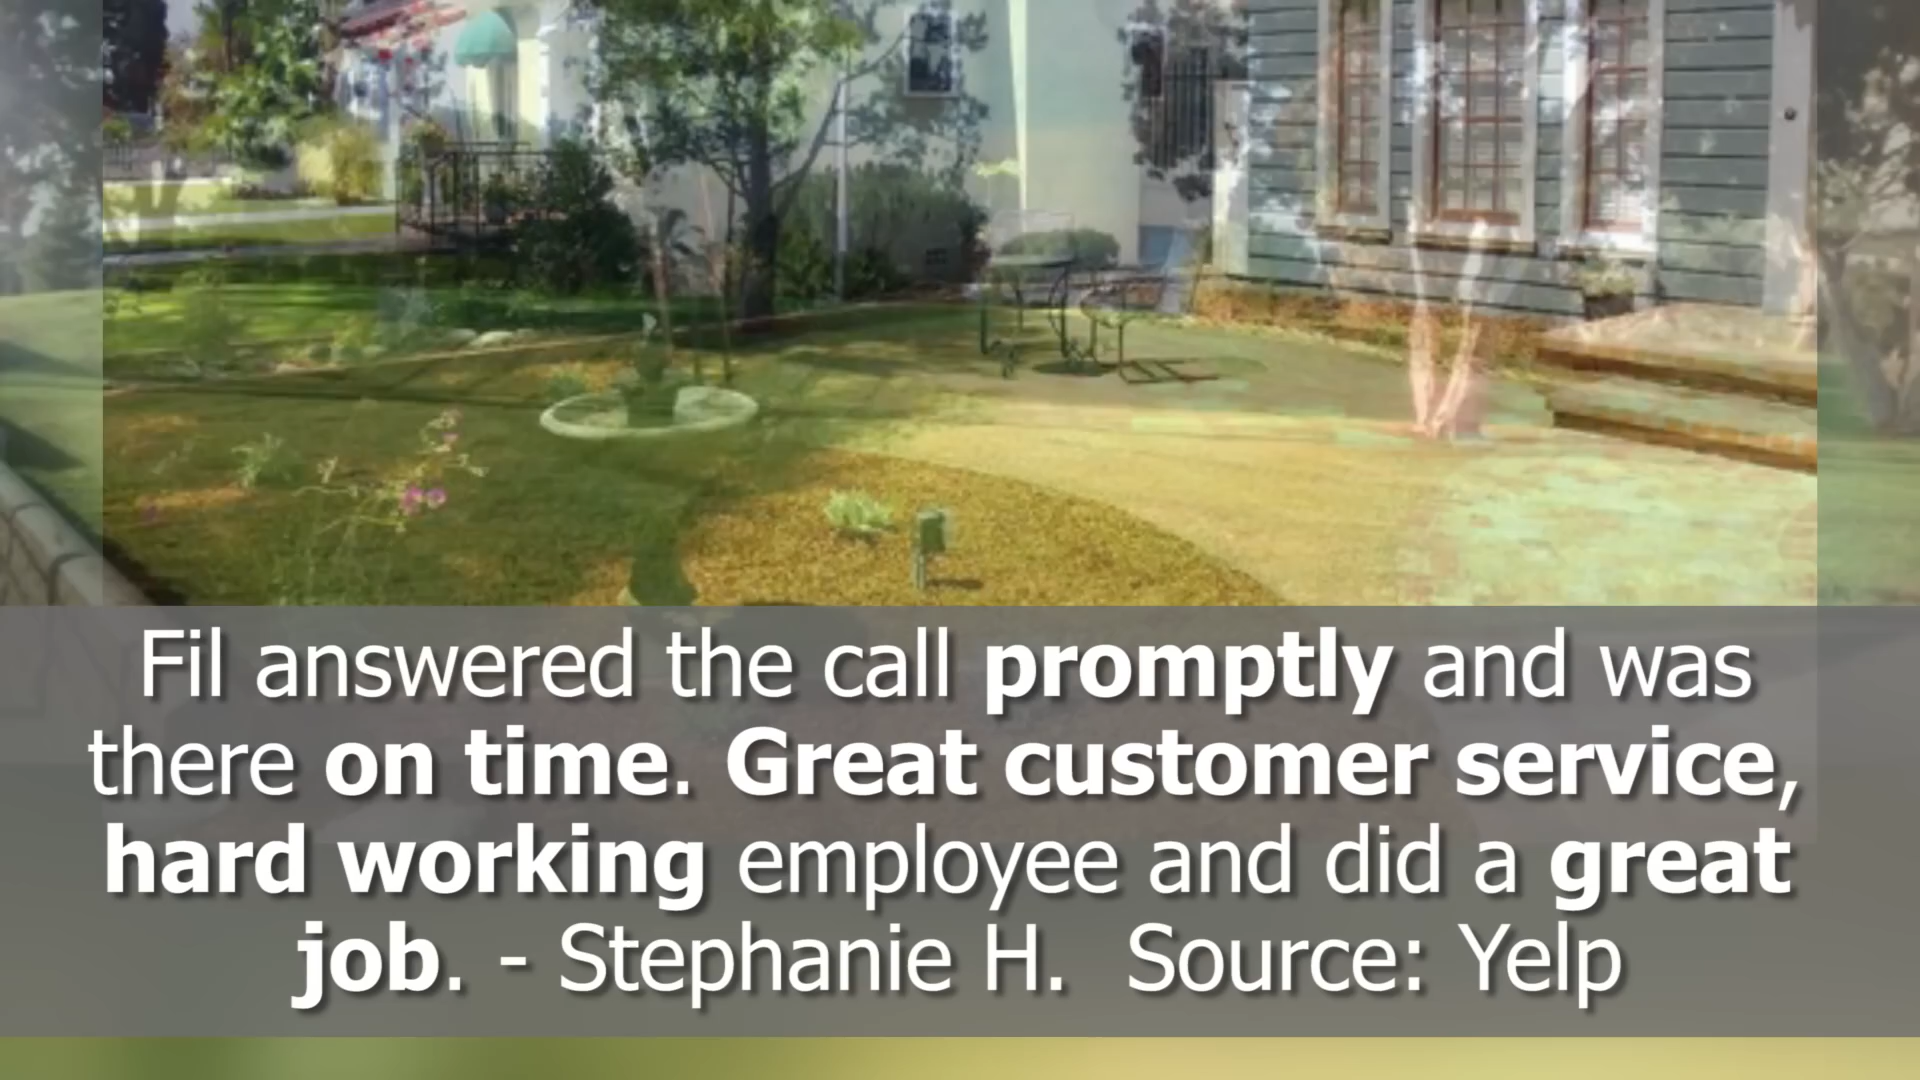 Fil answered the call promptly and was
there on time. Great customer service,
hard working employee and did a great
job. - Stephanie H.  Source: Yelp